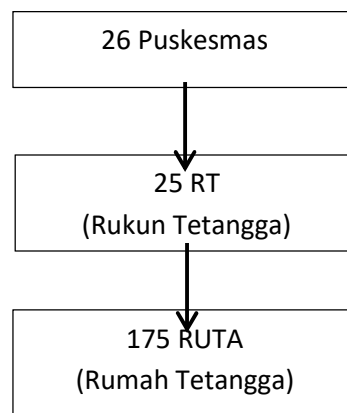 26 Puskesmas
25 RT
(Rukun Tetangga)
175 RUTA
(Rumah Tetangga)